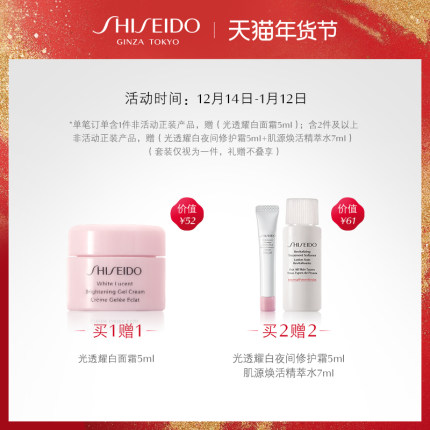 SHISEIDO
GINZA TOKYO
天猫年货节
活动时间：12月14日-1月12日
*单笔订单含1件非活动正装产品，赠（光透耀白面霜5ml）；含2件及以上
非活动正装产品，赠（光透耀白夜间修护霜5ml+肌源焕活精萃水7ml）
（套装仅视为一件，礼赠不叠享）
价值
¥52
SHISEIDO
White Lucent
Brightening Gel Cream
Crème Gelée Éclat
买1赠1
光透耀白面霜5ml
价值
¥61
SHISEIDO
Revitalizing
Treatment Softener
买2赠2
光透耀白夜间修护霜5ml
肌源焕活精萃水7ml